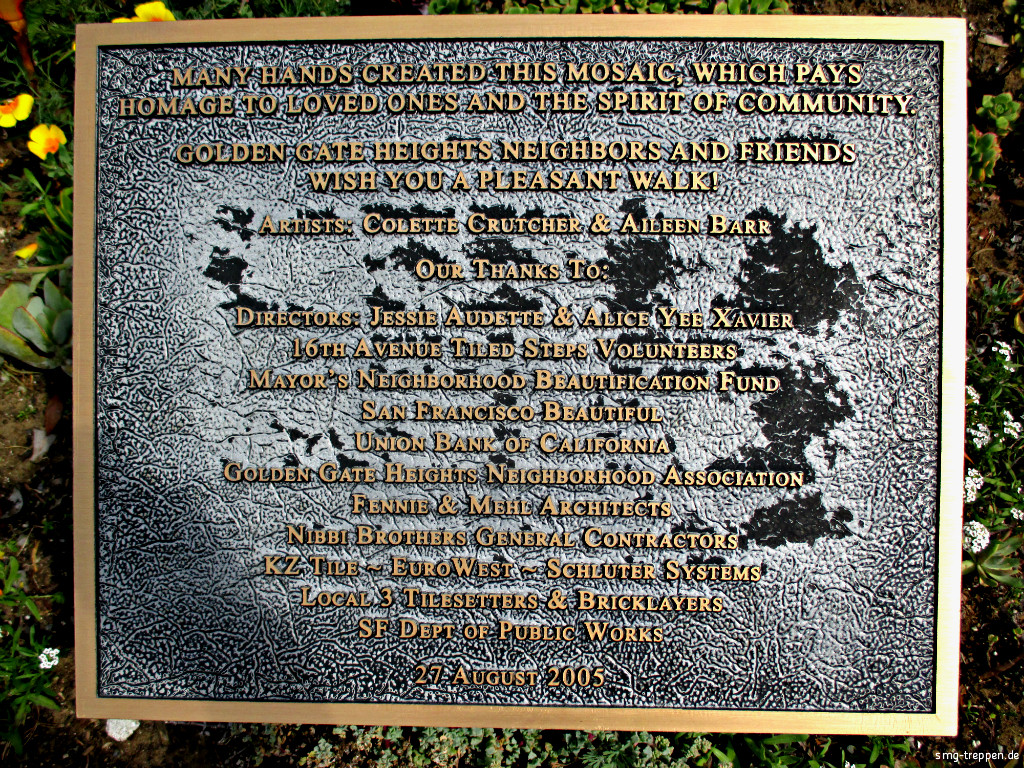 MANY HANDS CREATED THIS MOSAIC, WHICH PAYS
HOMAGE TO LOVED ONES AND THE SPIRIT OF COMMUNITY.
GOLDEN GATE HEIGHTS NEIGHBORS AND FRIENDS
WISH YOU A PLEASANT WALK!
ARTISTS: COLETTE CRUTCHER & AILEEN BARR
OUR THANKS TO:
DIRECTORS: JESSIE AUDETTE & ALICE YEE XAVIER
16TH AVENUE TILED STEPS VOLUNTEERS
MAYOR'S NEIGHBORHOOD BEAUTIFICATION FUND
SAN FRANCISCO BEAUTIFUL
UNION BANK OF CALIFORNIA
GOLDEN GATE HEIGHTS NEIGHBORHOOD ASSOCIATION
FENNIE & MEHL ARCHITECTS
NIBBI BROTHERS GENERAL CONTRACTORS
KZ TILE ~ EUROWEST ~ SCHLUTER SYSTEMS
LOCAL 3 TILESETTERS & BRICKLAYERS
SF DEPT OF PUBLIC WORKS
27 AUGUST 2005
smg-treppen.de